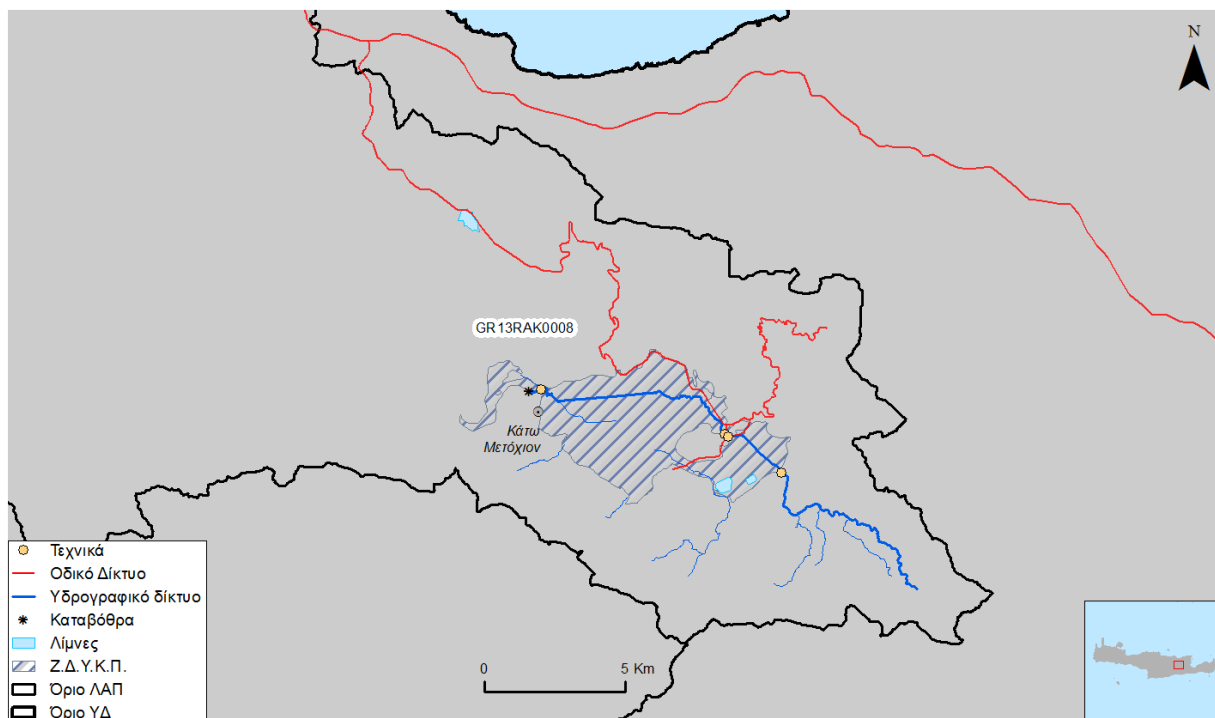 N
GR13RAK0008
Κάτω
Μετόχιον
Τεχνικά
Οδικό Δίκτυο
Υδρογραφικό δίκτυο
Καταβόθρα
Λίμνες
Ζ.Δ.Υ.Κ.Π.
Όριο ΛΑΠ
Όριο ΥΔ
0 5 Km